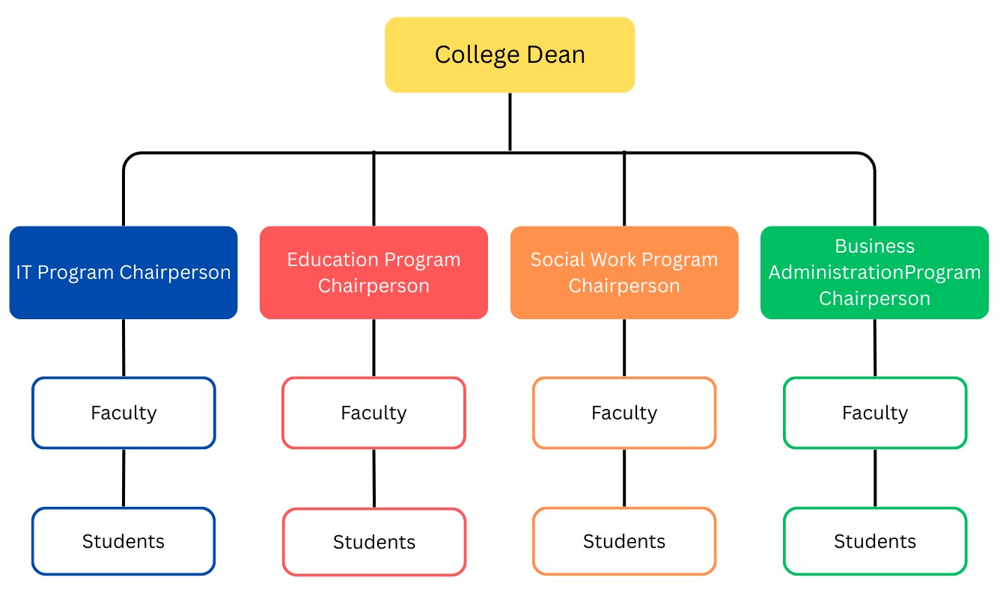 College Dean
IT Program Chairperson
Education Program
Chairperson
Social Work Program
Chairperson
Business
AdministrationProgram
Chairperson
Faculty
Faculty
Faculty
Faculty
Students
Students
Students
Students